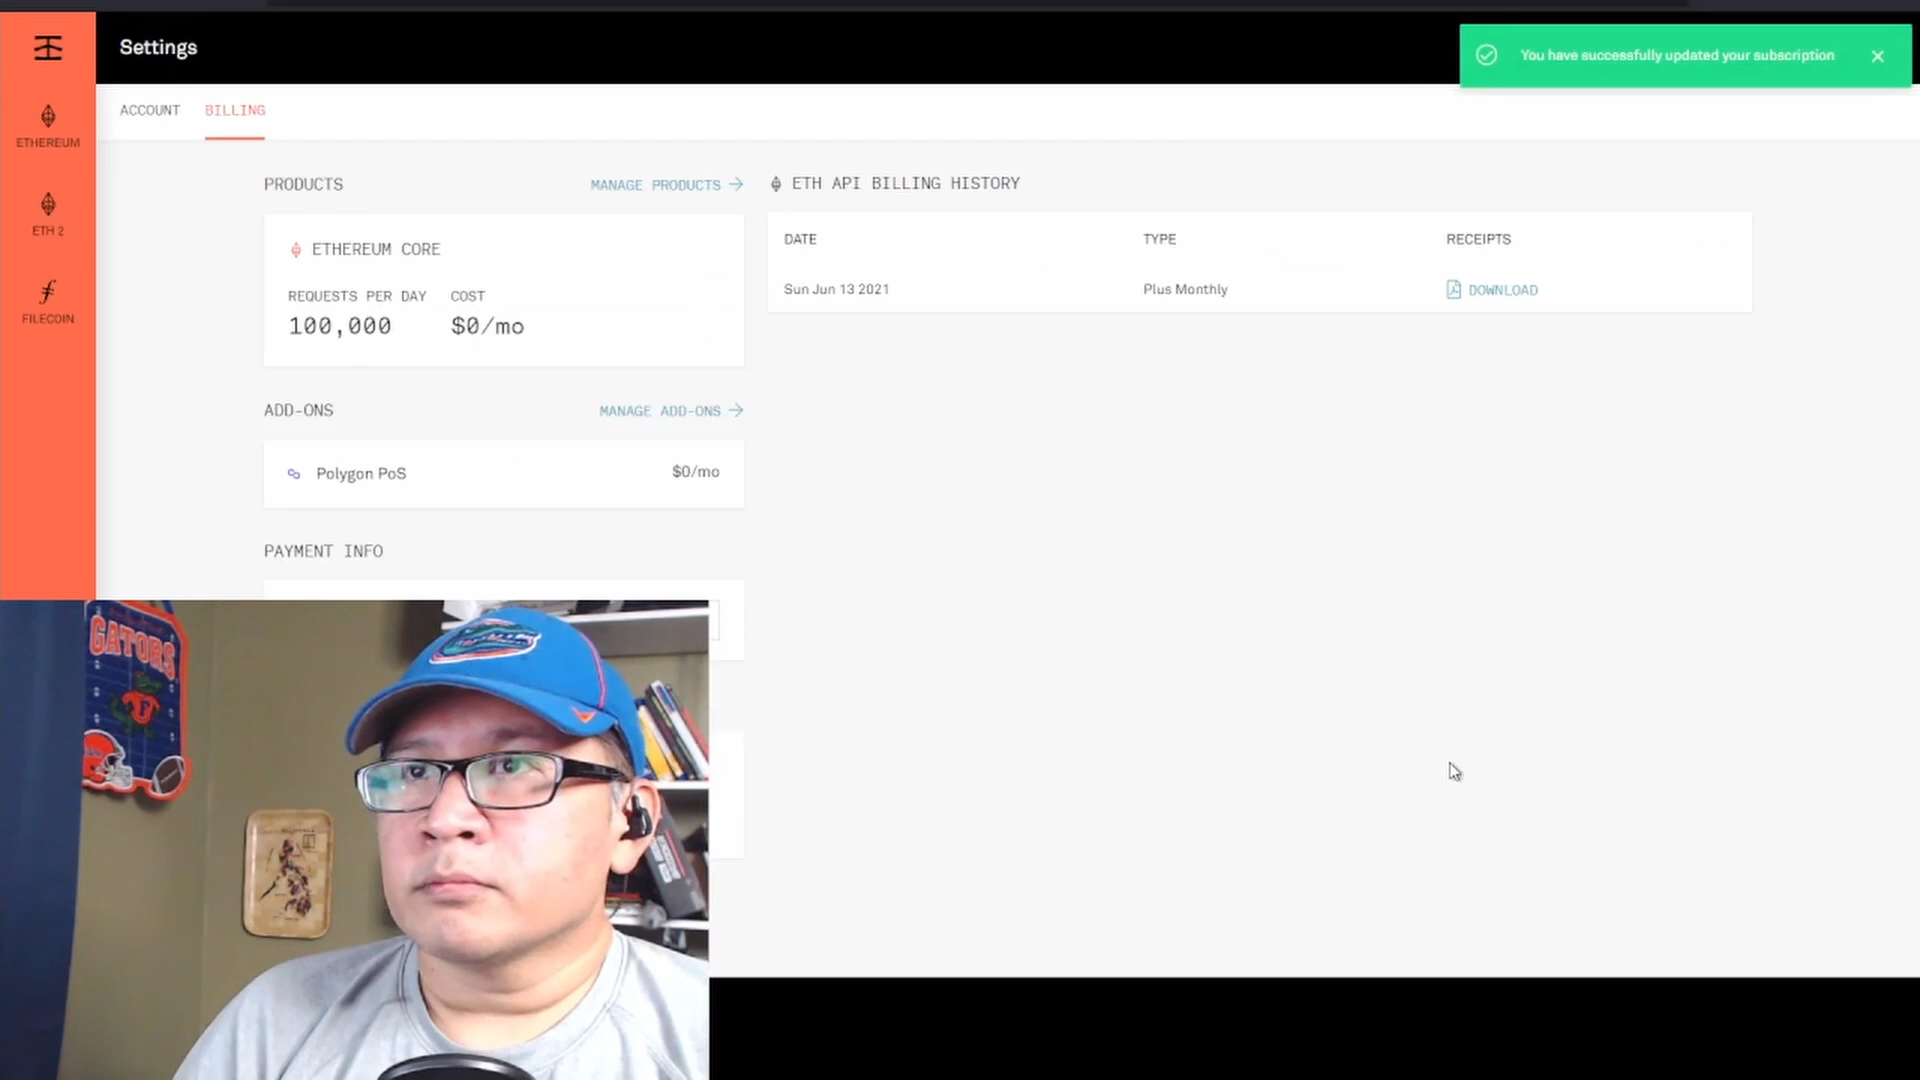 Settings
You have successfully updated your subscription
ACCOUNT BILLING
ETHEREUM
ETH 2
FILECOIN
PRODUCTS
MANAGE PRODUCTS
ETHEREUM CORE
REQUESTS PER DAY COST
100,000 $0/mo
ADD-ONS
MANAGE ADD-ONS
Polygon PoS $0/mo
PAYMENT INFO
ETH API BILLING HISTORY
DATE TYPE RECEIPTS
Sun Jun 13 2021 Plus Monthly DOWNLOAD
GATORS
F